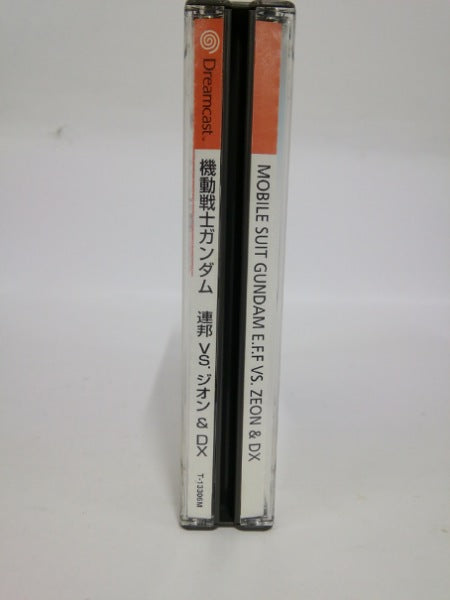 Dreamcast™
機動戦士ガンダム 連邦 VS. ジオン & DX
T-13306M
MOBILE SUIT GUNDAM E.F.F VS. ZEON & DX